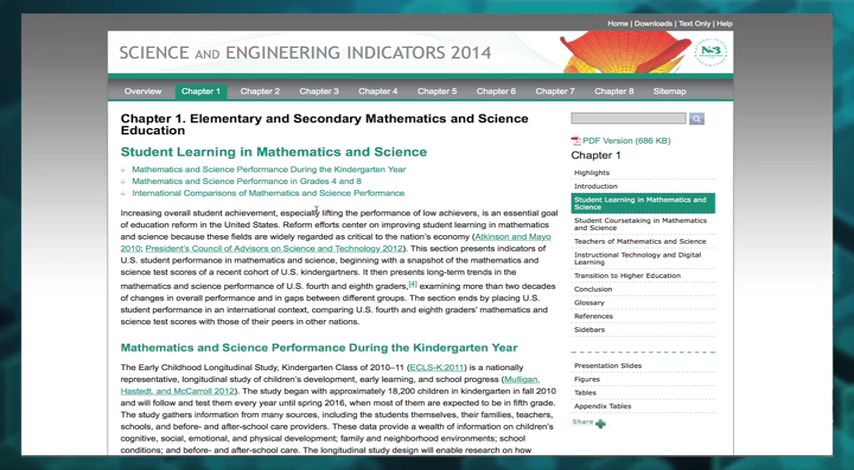 Home | Downloads | Text Only | Help
SCIENCE AND ENGINEERING INDICATORS 2014
Overview Chapter 1 Chapter 2 Chapter 3 Chapter 4 Chapter 5 Chapter 6 Chapter 7 Chapter 8 Sitemap
Chapter 1. Elementary and Secondary Mathematics and Science
Education
Student Learning in Mathematics and Science
Mathematics and Science Performance During the Kindergarten Year
Mathematics and Science Performance in Grades 4 and 8
International Comparisons of Mathematics and Science Performance
Increasing overall student achievement, especially lifting the performance of low achievers, is an essential goal
of education reform in the United States. Reform efforts center on improving student learning in mathematics
and science because these fields are widely regarded as critical to the nation's economy (Atkinson and Mayo
2010; President's Council of Advisors on Science and Technology 2012). This section presents indicators of
U.S. student performance in mathematics and science, beginning with a snapshot of the mathematics and
science test scores of a recent cohort of U.S. kindergartners. It then presents long-term trends in the
mathematics and science performance of U.S. fourth and eighth graders,[4] examining more than two decades
of changes in overall performance and in gaps between different groups. The section ends by placing U.S.
student performance in an international context, comparing U.S. fourth and eighth graders' mathematics and
science test scores with those of their peers in other nations.
Mathematics and Science Performance During the Kindergarten Year
The Early Childhood Longitudinal Study, Kindergarten Class of 2010–11 (ECLS-K:2011) is a nationally
representative, longitudinal study of children's development, early learning, and school progress (Mulligan,
Hastedt, and McCarroll 2012). The study began with approximately 18,200 children in kindergarten in fall 2010
and will follow and test them every year until spring 2016, when most of them are expected to be in fifth grade.
The study gathers information from many sources, including the students themselves, their families, teachers,
schools, and before- and after-school care providers. These data provide a wealth of information on children's
cognitive, social, emotional, and physical development; family and neighborhood environments; school
conditions; and before- and after-school care. The longitudinal study design will enable research on how
PDF Version (686 KB)
Chapter 1
Highlights
Introduction
Student Learning in Mathematics and
Science
Student Coursetaking in Mathematics
and Science
Teachers of Mathematics and Science
Instructional Technology and Digital
Learning
Transition to Higher Education
Conclusion
Glossary
References
Sidebars
Presentation Slides
Figures
Tables
Appendix Tables
Share